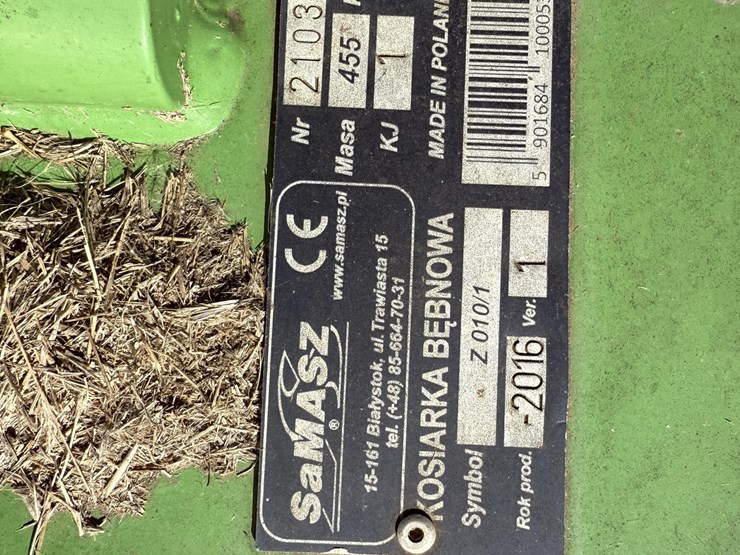 SaMASZ ®
CE
www.samasz.pl
15-161 Białystok, ul. Trawiasta 15
tel. (+48) 85-664-70-31
KOSIARKA BĘBNOWA
Symbol Z 010/1
Rok prod. -2016 Ver. 1
Nr 2103
Masa 455
KJ 1
MADE IN POLAND
5 901684 100053